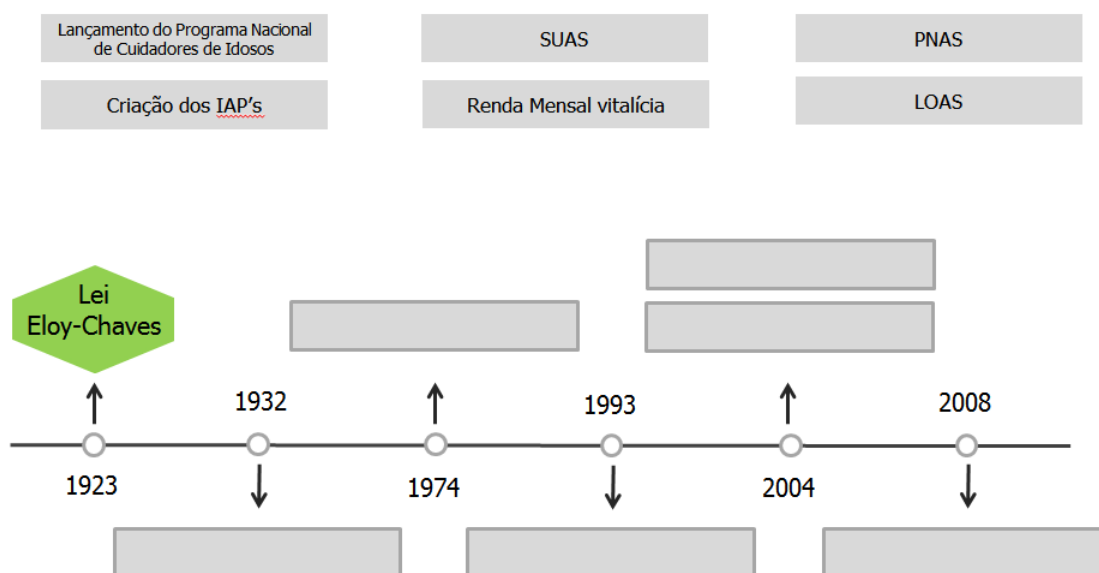 Lançamento do Programa Nacional
de Cuidadores de Idosos
SUAS
PNAS
Criação dos IAP's
Renda Mensal vitalícia
LOAS
Lei
Eloy-Chaves
1932
1993
2008
1923
1974
2004